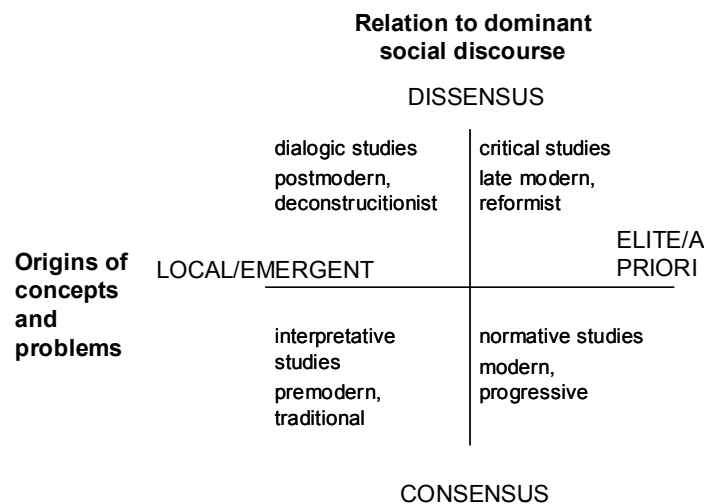 Relation to dominant
social discourse
DISSENSUS
dialogic studies
postmodern,
deconstrucitionist
critical studies
late modern,
reformist
Origins of
concepts
and
problems
LOCAL/EMERGENT
ELITE/A
PRIORI
interpretative
studies
premodern,
traditional
normative studies
modern,
progressive
CONSENSUS